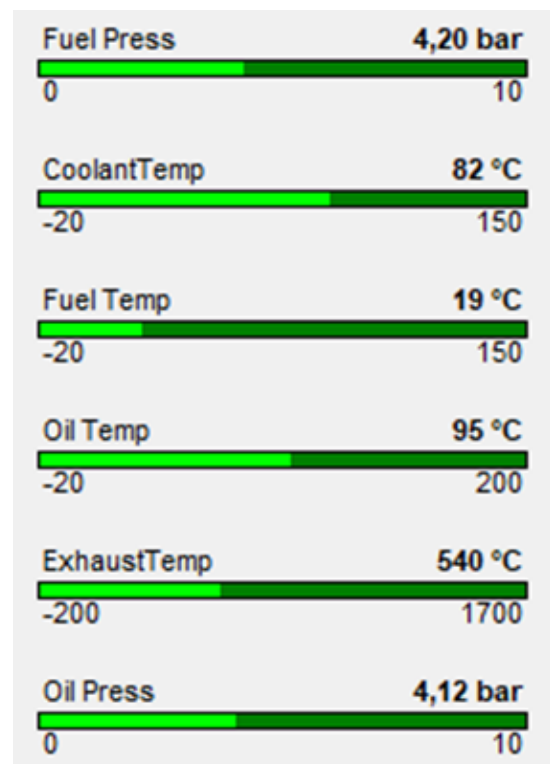 Fuel Press 4,20 bar
0 10
CoolantTemp 82 °C
-20 150
Fuel Temp 19 °C
-20 150
Oil Temp 95 °C
-20 200
ExhaustTemp 540 °C
-200 1700
Oil Press 4,12 bar
0 10